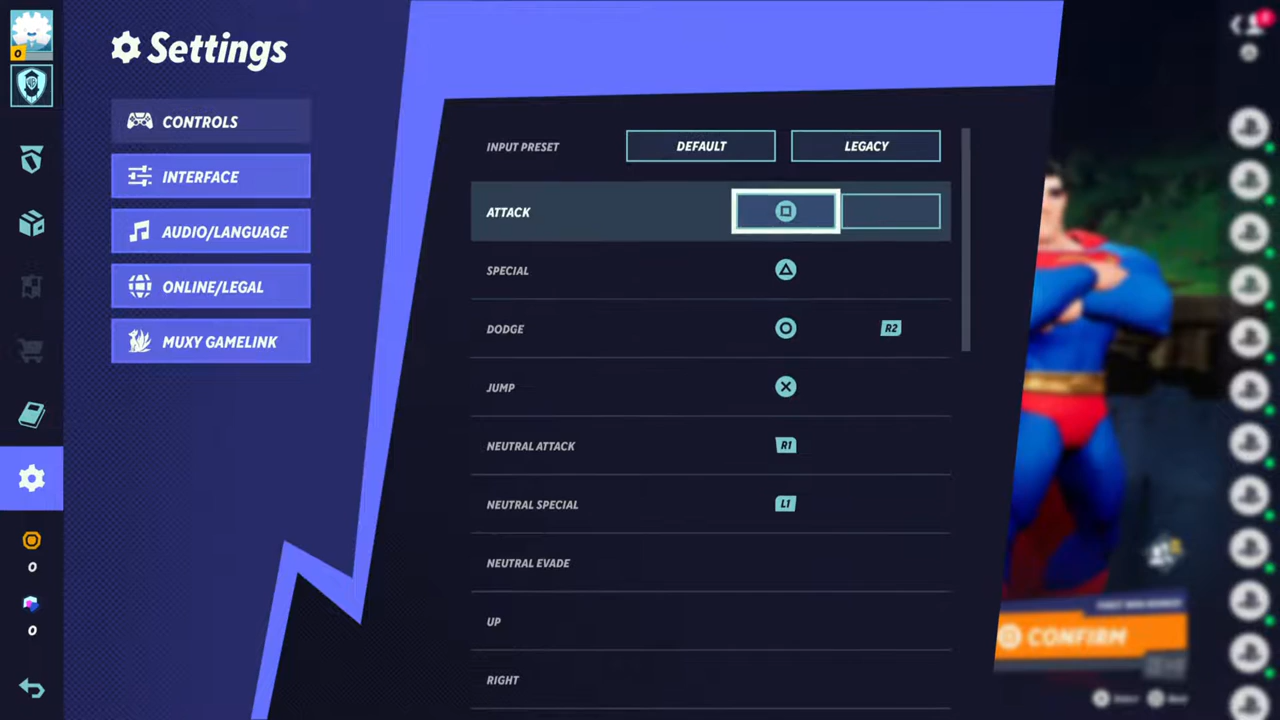 Settings
0
CONTROLS
INTERFACE
AUDIO/LANGUAGE
ONLINE/LEGAL
MUXY GAMELINK
0
0
INPUT PRESET DEFAULT LEGACY
ATTACK
SPECIAL
DODGE R2
JUMP
NEUTRAL ATTACK R1
NEUTRAL SPECIAL L1
NEUTRAL EVADE
UP
RIGHT
CONFIRM